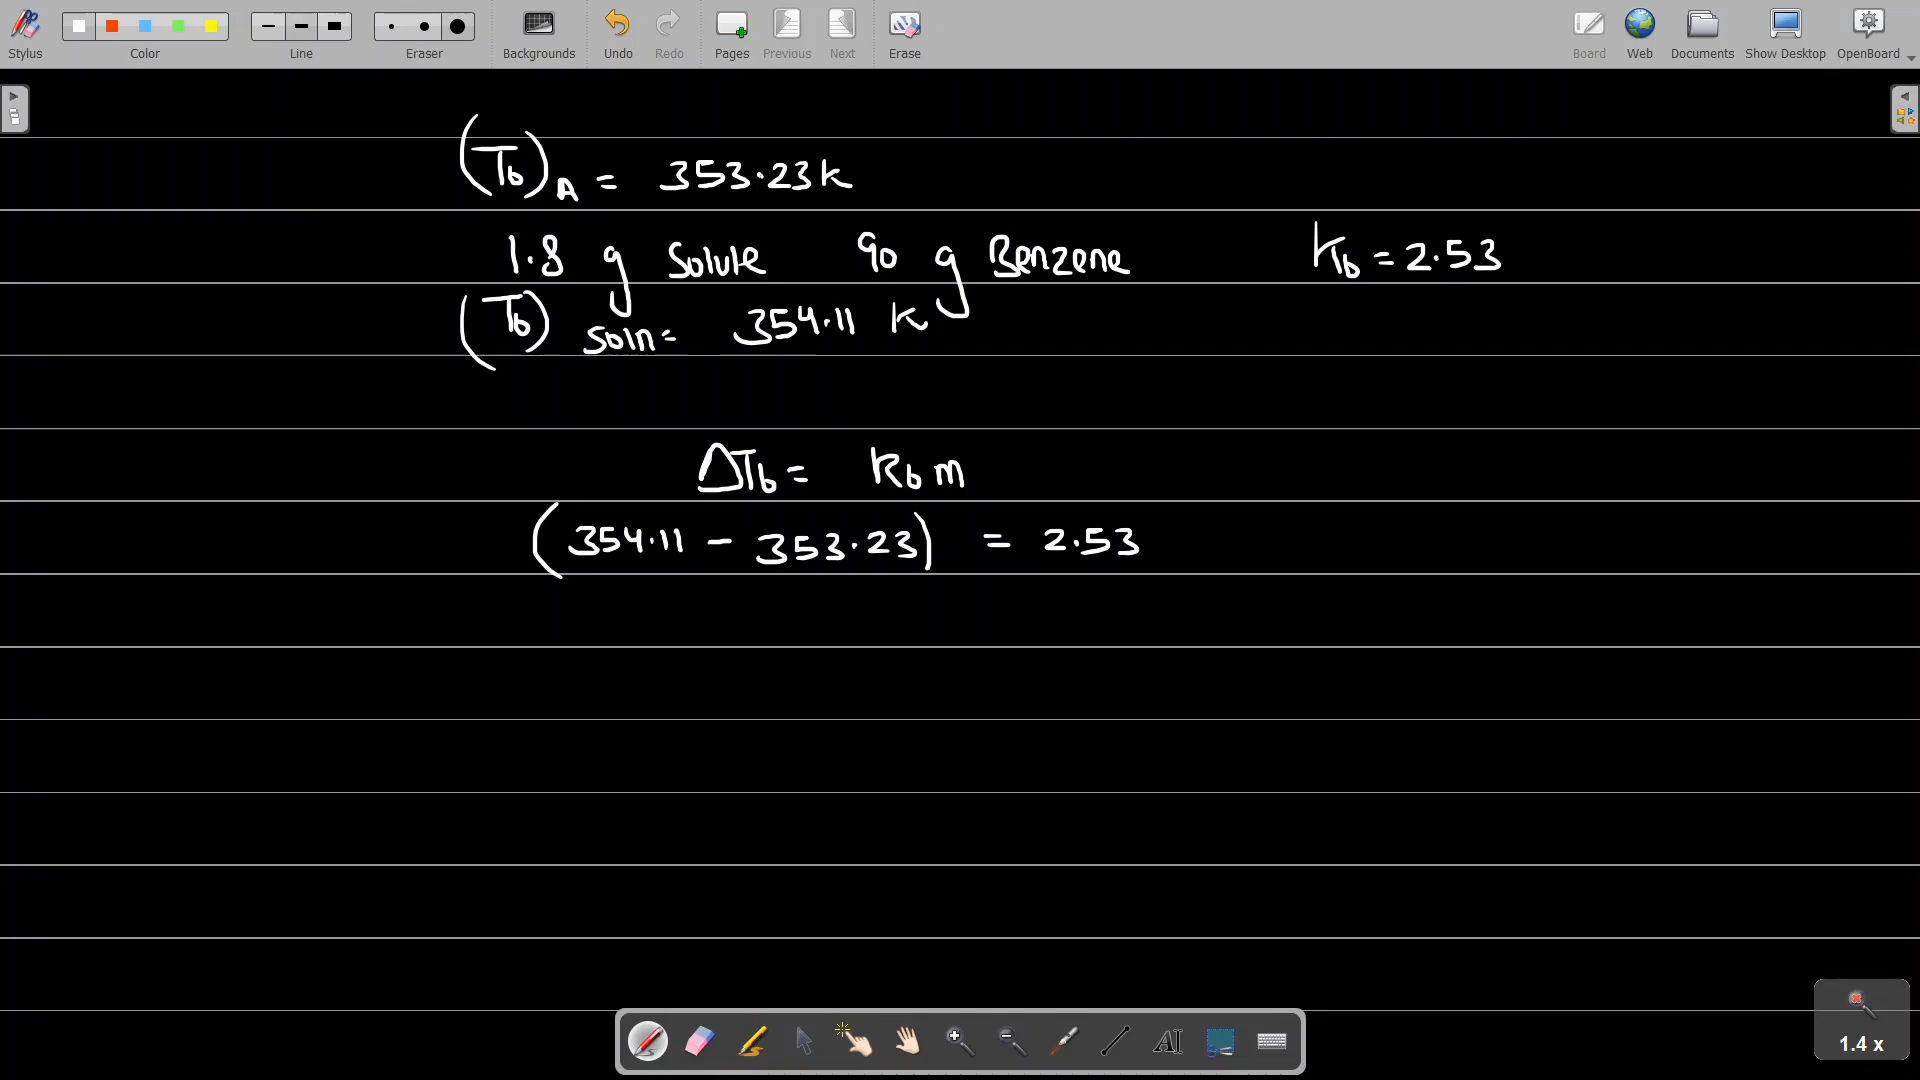 Stylus Color Line Eraser Backgrounds Undo Redo Pages Previous Next Erase Board Web Documents Show Desktop OpenBoard
(Tb)A = 353.23K
1.8 g Solute 90 g Benzene Kb = 2.53
(Tb) soln = 354.11 K
ΔTb = Kb m
(354.11 - 353.23) = 2.53
1.4 x